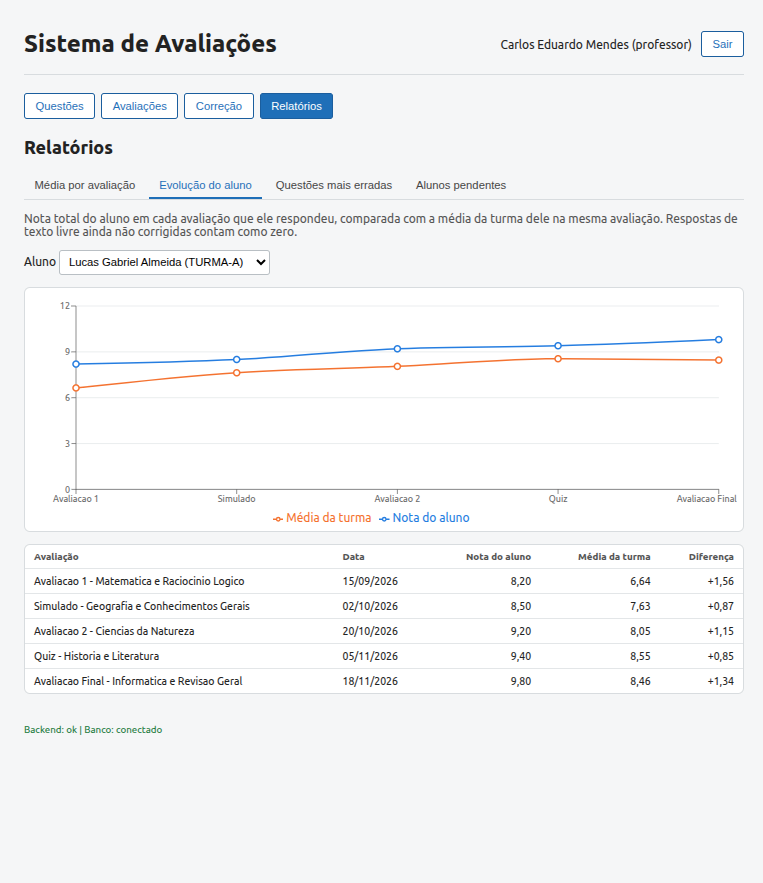 Sistema de Avaliações
Carlos Eduardo Mendes (professor) Sair
Questões Avaliações Correção Relatórios
Relatórios
Média por avaliação Evolução do aluno Questões mais erradas Alunos pendentes
Nota total do aluno em cada avaliação que ele respondeu, comparada com a média da turma dele na mesma avaliação. Respostas de
texto livre ainda não corrigidas contam como zero.
Aluno Lucas Gabriel Almeida (TURMA-A)
12
9
6
3
0
Avaliacao 1 Simulado Avaliacao 2 Quiz Avaliacao Final
Média da turma Nota do aluno
Avaliação Data Nota do aluno Média da turma Diferença
Avaliacao 1 - Matematica e Raciocinio Logico 15/09/2026 8,20 6,64 +1,56
Simulado - Geografia e Conhecimentos Gerais 02/10/2026 8,50 7,63 +0,87
Avaliacao 2 - Ciencias da Natureza 20/10/2026 9,20 8,05 +1,15
Quiz - Historia e Literatura 05/11/2026 9,40 8,55 +0,85
Avaliacao Final - Informatica e Revisao Geral 18/11/2026 9,80 8,46 +1,34
Backend: ok | Banco: conectado